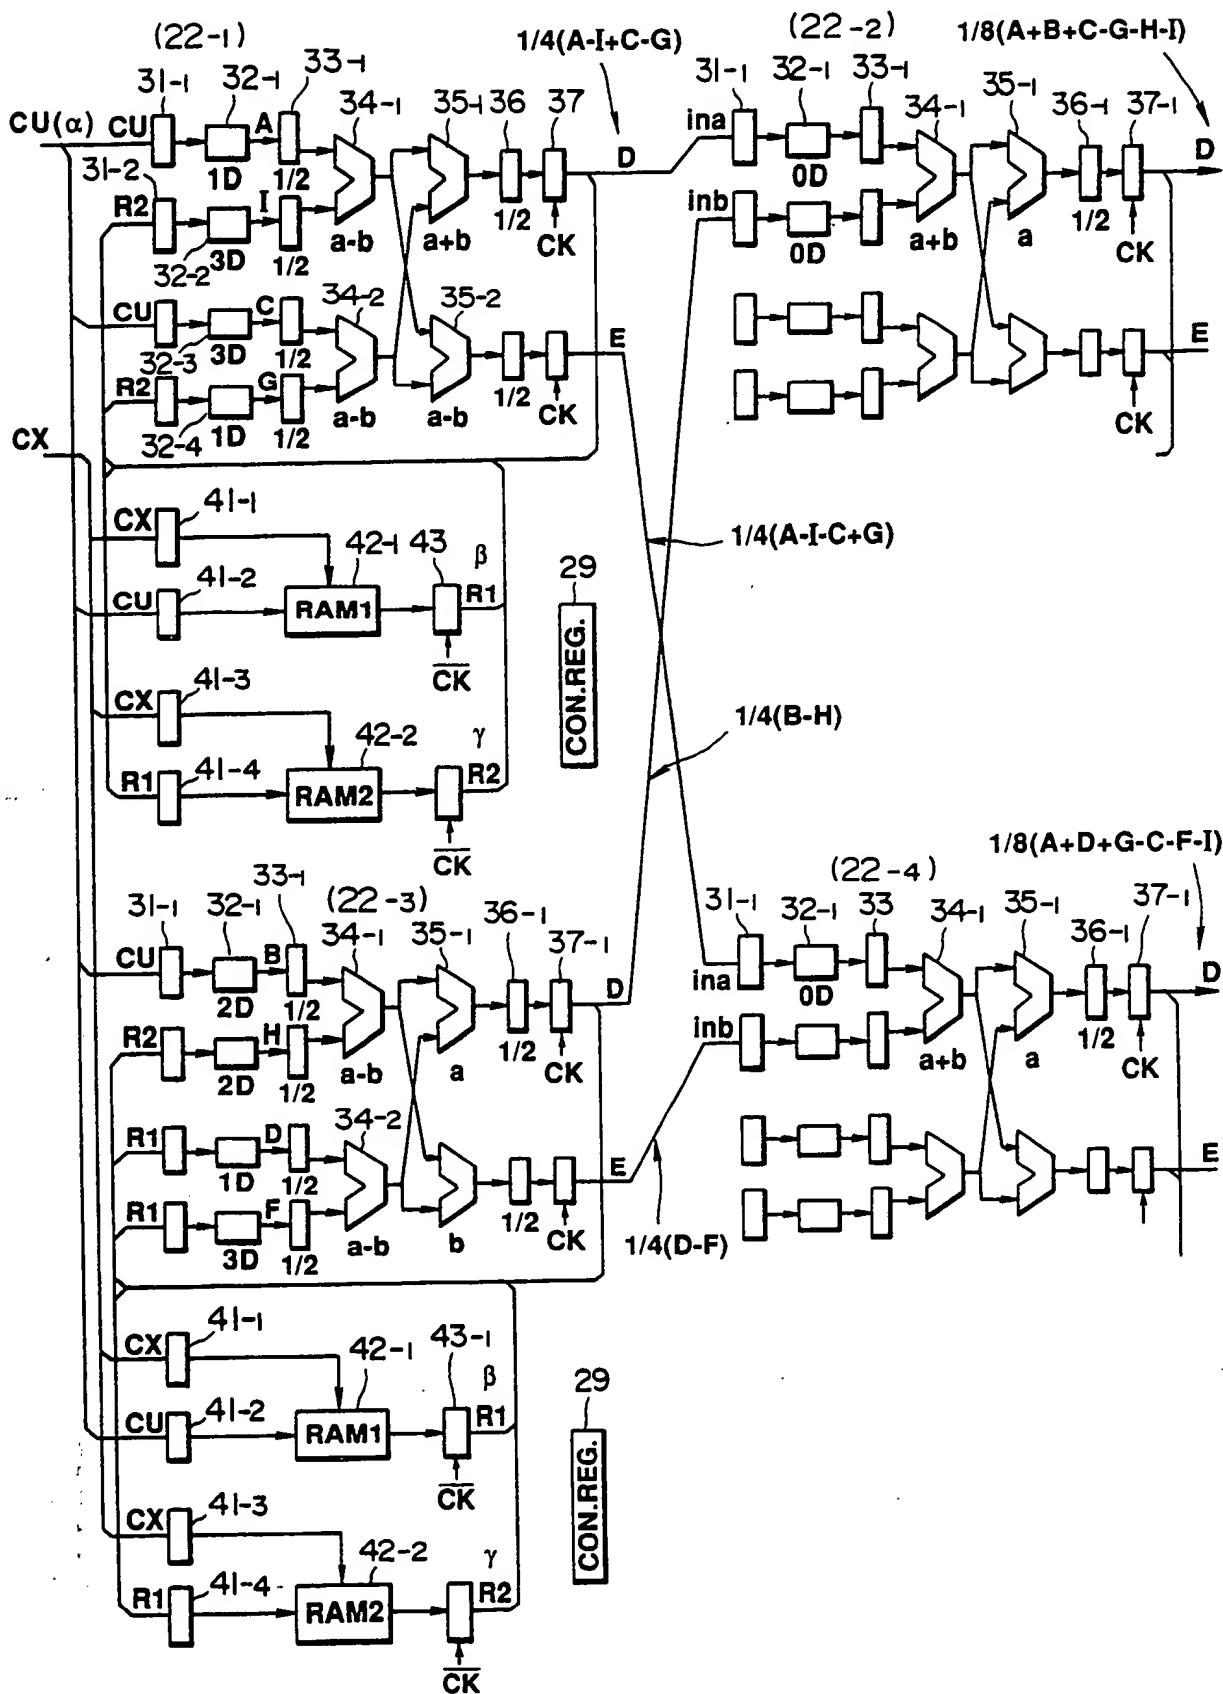 (22-1)
1/4(A-I+C-G)
(22-2)
1/8(A+B+C-G-H-I)
31-1
32-1
33-1
34-1
35-1
36
37
31-1
32-1
33-1
34-1
35-1
36-1
37-1
CU(α)
CU
A
D
ina
D
31-2
1D
1/2
0D
R2
I
inb
32-2
3D
1/2
a-b
a+b
1/2
CK
0D
a+b
a
1/2
CK
CU
C
34-2
35-2
E
E
32-3
3D
1/2
R2
G
32-4
1D
1/2
a-b
a-b
1/2
CK
CK
CX
CX
41-1
42-1
43
β
1/4(A-I-C+G)
CU
41-2
RAM1
R1
29
CON.REG.
CK
CX
41-3
42-2
γ
1/4(B-H)
R1
41-4
RAM2
R2
CK
1/8(A+D+G-C-F-I)
31-1
32-1
33-1
(22-3)
34-1
35-1
36-1
37-1
31-1
32-1
(22-4)
33
34-1
35-1
36-1
37-1
CU
B
D
ina
D
2D
1/2
0D
R2
H
inb
2D
1/2
a-b
a
1/2
CK
a+b
a
1/2
CK
R1
D
34-2
E
E
1D
1/2
R1
F
3D
1/2
a-b
b
1/2
CK
1/4(D-F)
CX
41-1
42-1
43-1
β
CU
41-2
RAM1
R1
29
CON.REG.
CK
CX
41-3
42-2
γ
R1
41-4
RAM2
R2
CK